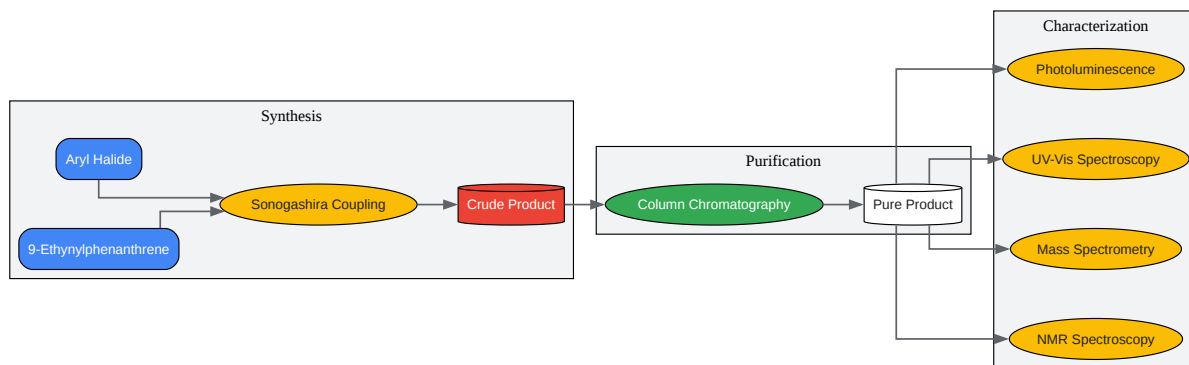 Synthesis
Aryl Halide
9-Ethynylphenanthrene
Sonogashira Coupling
Crude Product
Purification
Column Chromatography
Pure Product
Characterization
Photoluminescence
UV-Vis Spectroscopy
Mass Spectrometry
NMR Spectroscopy